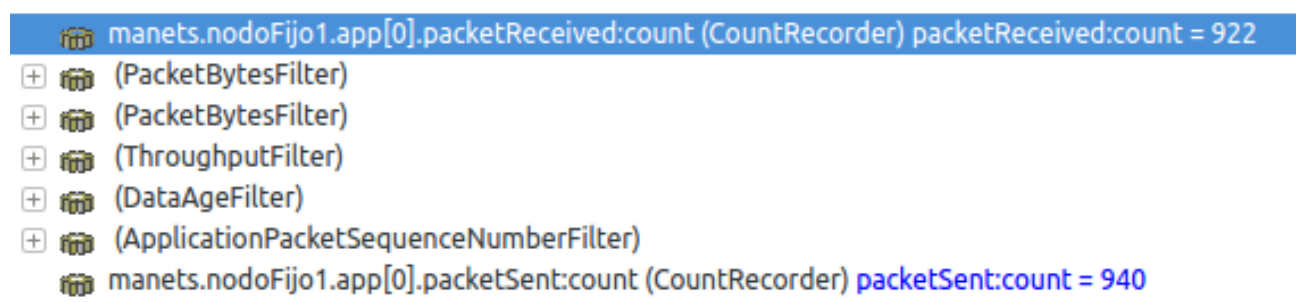 manets.nodoFijo1.app[0].packetReceived:count (CountRecorder) packetReceived:count = 922
(PacketBytesFilter)
(PacketBytesFilter)
(ThroughputFilter)
(DataAgeFilter)
(ApplicationPacketSequenceNumberFilter)
manets.nodoFijo1.app[0].packetSent:count (CountRecorder) packetSent:count = 940